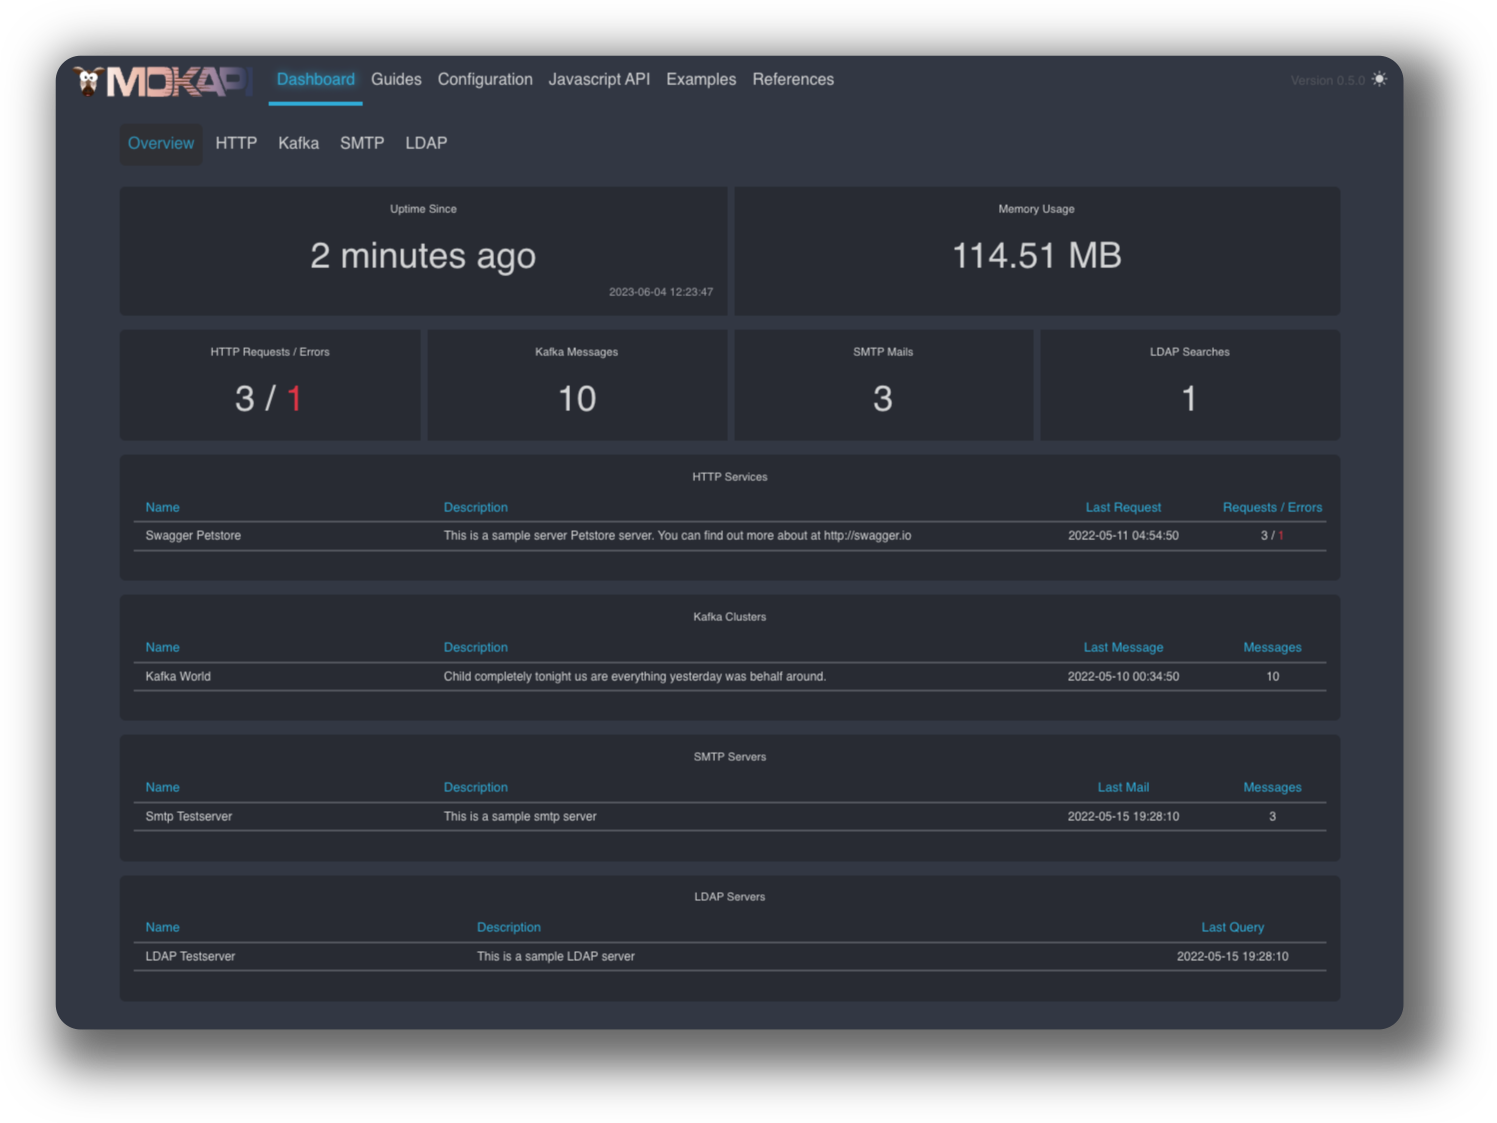 MOKAPI Dashboard Guides Configuration Javascript API Examples References Version 0.5.0
Overview HTTP Kafka SMTP LDAP
Uptime Since Memory Usage
2 minutes ago 114.51 MB
2023-06-04 12:23:47
HTTP Requests / Errors Kafka Messages SMTP Mails LDAP Searches
3 / 1 10 3 1
HTTP Services
Name Description Last Request Requests / Errors
Swagger Petstore This is a sample server Petstore server. You can find out more about at http://swagger.io 2022-05-11 04:54:50 3 / 1
Kafka Clusters
Name Description Last Message Messages
Kafka World Child completely tonight us are everything yesterday was behalf around. 2022-05-10 00:34:50 10
SMTP Servers
Name Description Last Mail Messages
Smtp Testserver This is a sample smtp server 2022-05-15 19:28:10 3
LDAP Servers
Name Description Last Query
LDAP Testserver This is a sample LDAP server 2022-05-15 19:28:10